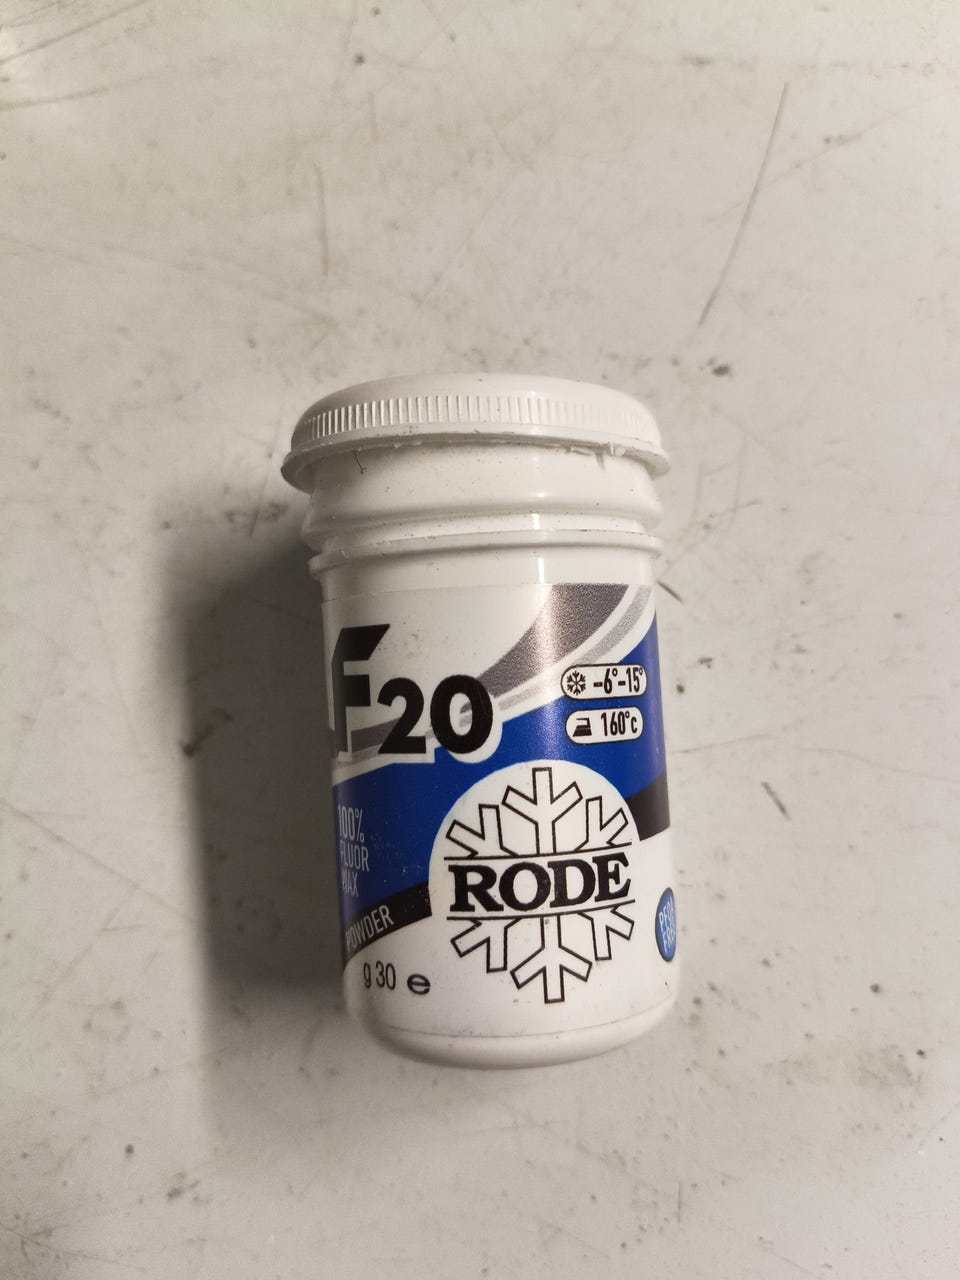 F20
-6°-15°
160°c
100%
FLUOR
WAX
POWDER
RODE
g 30 e